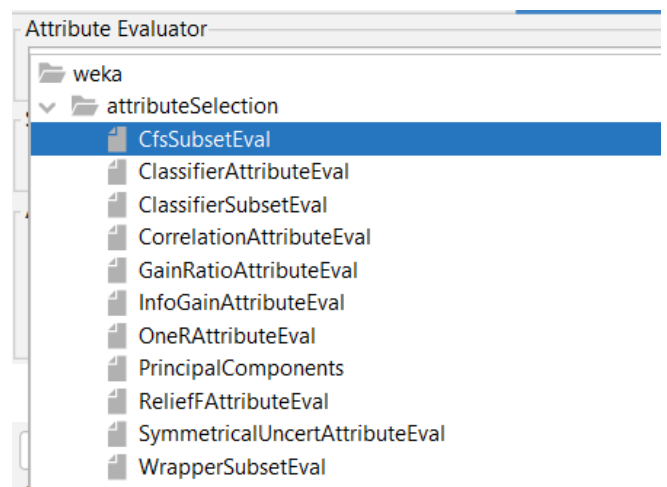 Attribute Evaluator
weka
attributeSelection
CfsSubsetEval
ClassifierAttributeEval
ClassifierSubsetEval
CorrelationAttributeEval
GainRatioAttributeEval
InfoGainAttributeEval
OneRAttributeEval
PrincipalComponents
ReliefFAttributeEval
SymmetricalUncertAttributeEval
WrapperSubsetEval